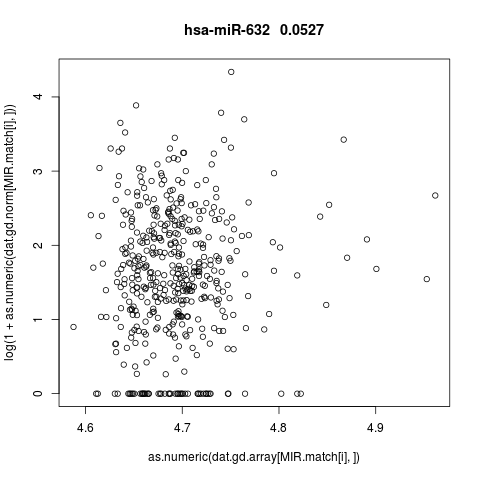 hsa-miR-632 0.0527
log(1 + as.numeric(dat.gd.norm[MIR.match[i], ]))
4
3
2
1
0
4.6 4.7 4.8 4.9
as.numeric(dat.gd.array[MIR.match[i], ])